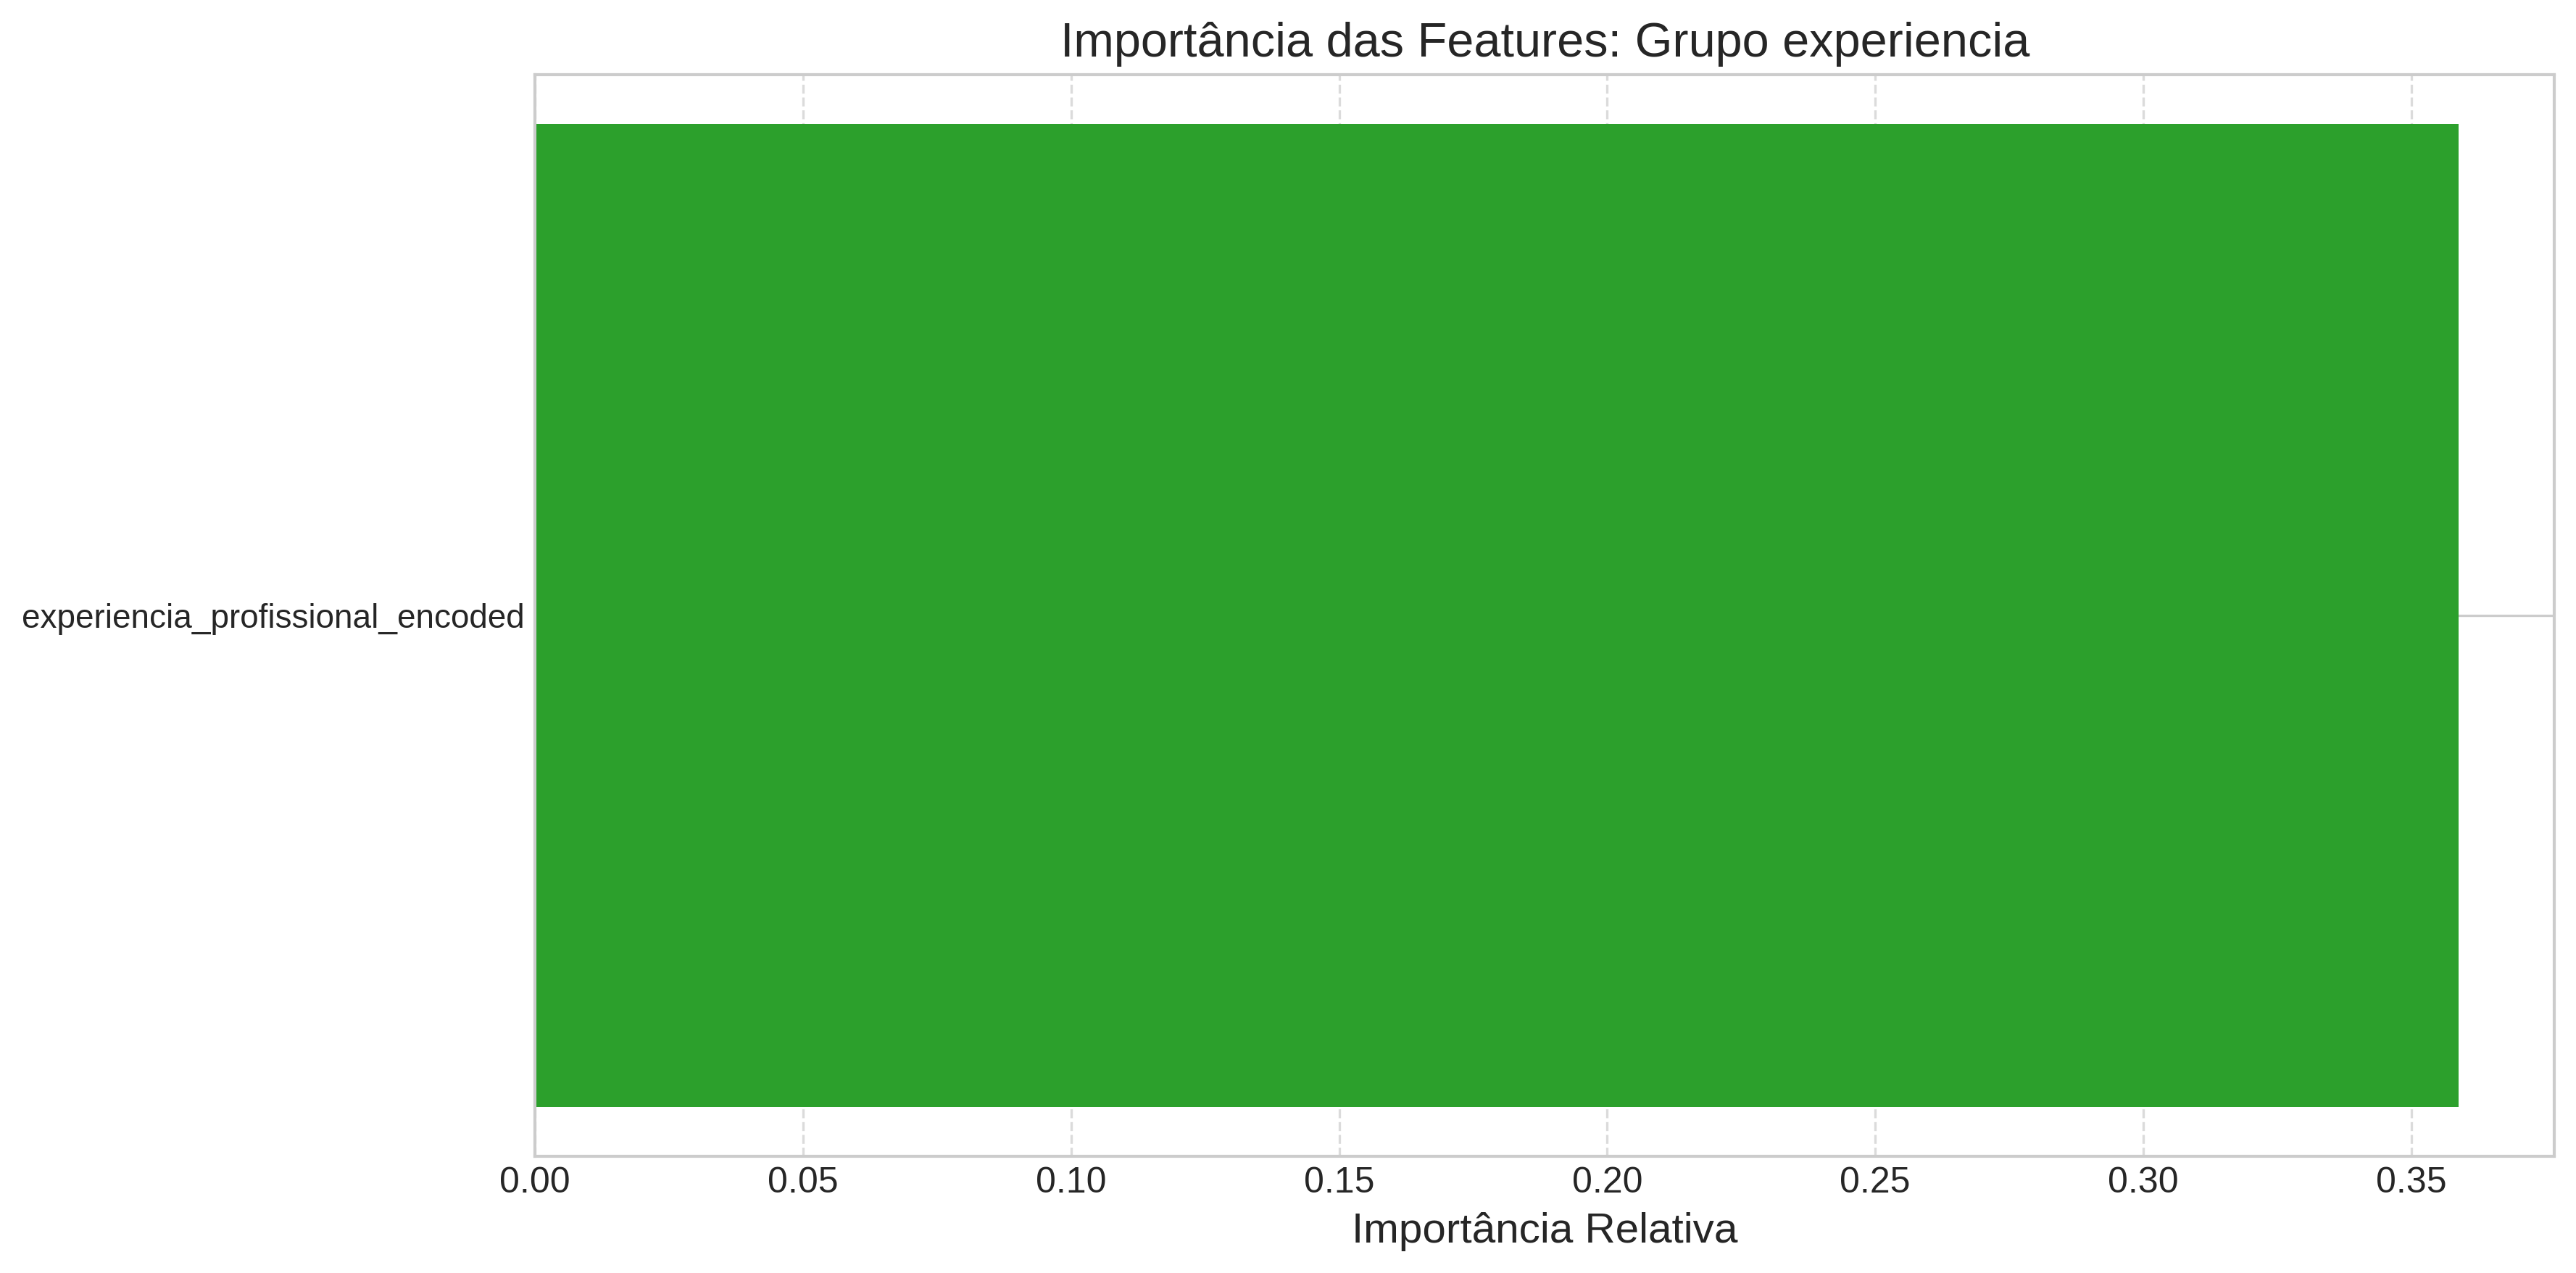 Importância das Features: Grupo experiencia
experiencia_profissional_encoded
0.00 0.05 0.10 0.15 0.20 0.25 0.30 0.35
Importância Relativa